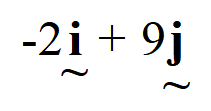 -2i + 9j
~ ~